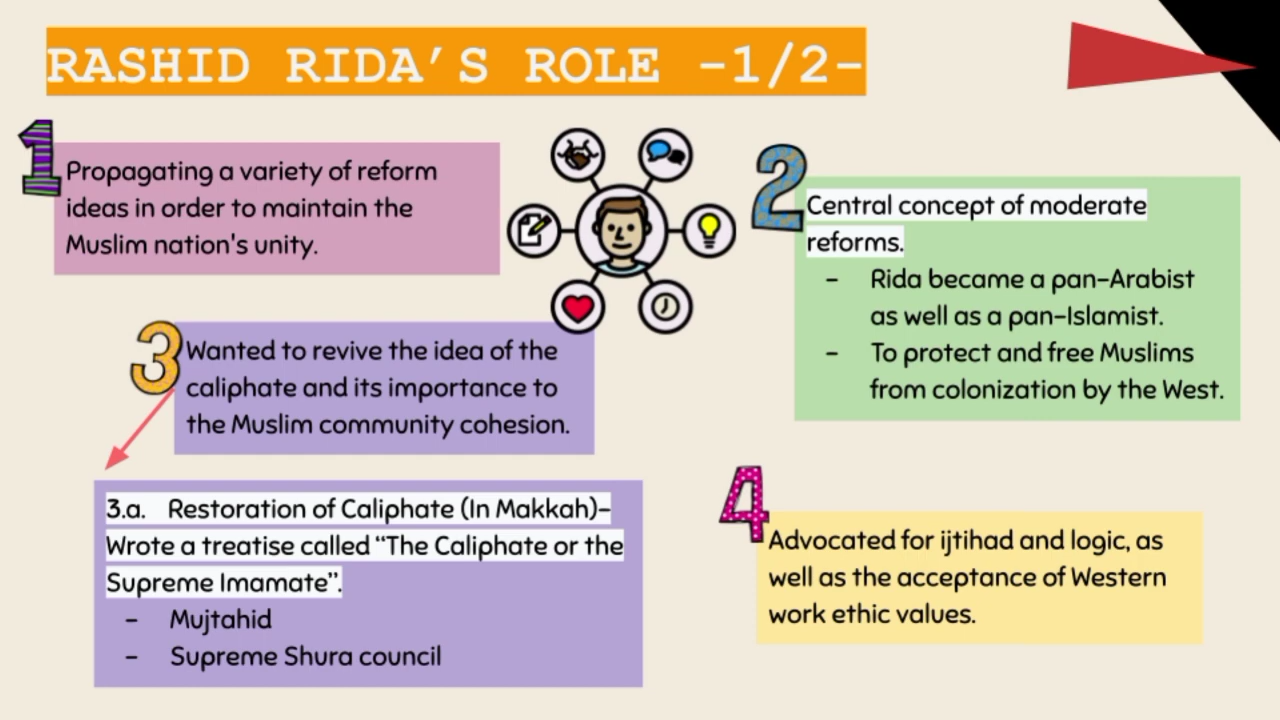 RASHID RIDA'S ROLE -1/2-
1
Propagating a variety of reform
ideas in order to maintain the
Muslim nation's unity.
2
Central concept of moderate
reforms.
- Rida became a pan-Arabist
as well as a pan-Islamist.
- To protect and free Muslims
from colonization by the West.
3
Wanted to revive the idea of the
caliphate and its importance to
the Muslim community cohesion.
3.a. Restoration of Caliphate (In Makkah)-
Wrote a treatise called “The Caliphate or the
Supreme Imamate”.
- Mujtahid
- Supreme Shura council
4
Advocated for ijtihad and logic, as
well as the acceptance of Western
work ethic values.